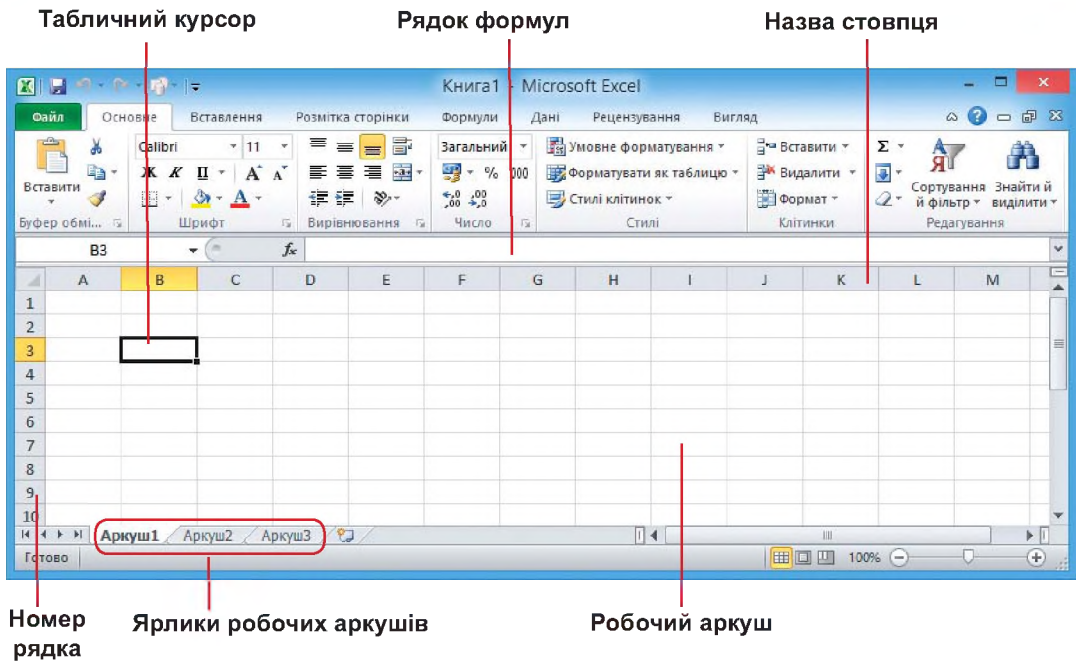 Табличний курсор Рядок формул Назва стовпця
Книга1 - Microsoft Excel
Файл Основне Вставлення Розмітка сторінки Формули Дані Рецензування Вигляд
Calibri 11 Загальний Умовне форматування Вставити Σ
Вставити Ж К П А А % 000 Форматувати як таблицю Видалити Сортування й фільтр Знайти й виділити
А Стилі клітинок Формат
Буфер обмі... Шрифт Вирівнювання Число Стилі Клітинки Редагування
B3 fx
A B C D E F G H I J K L M
1
2
3
4
5
6
7
8
9
10
Аркуш1 Аркуш2 Аркуш3
Готово 100%
Номер рядка Ярлики робочих аркушів Робочий аркуш